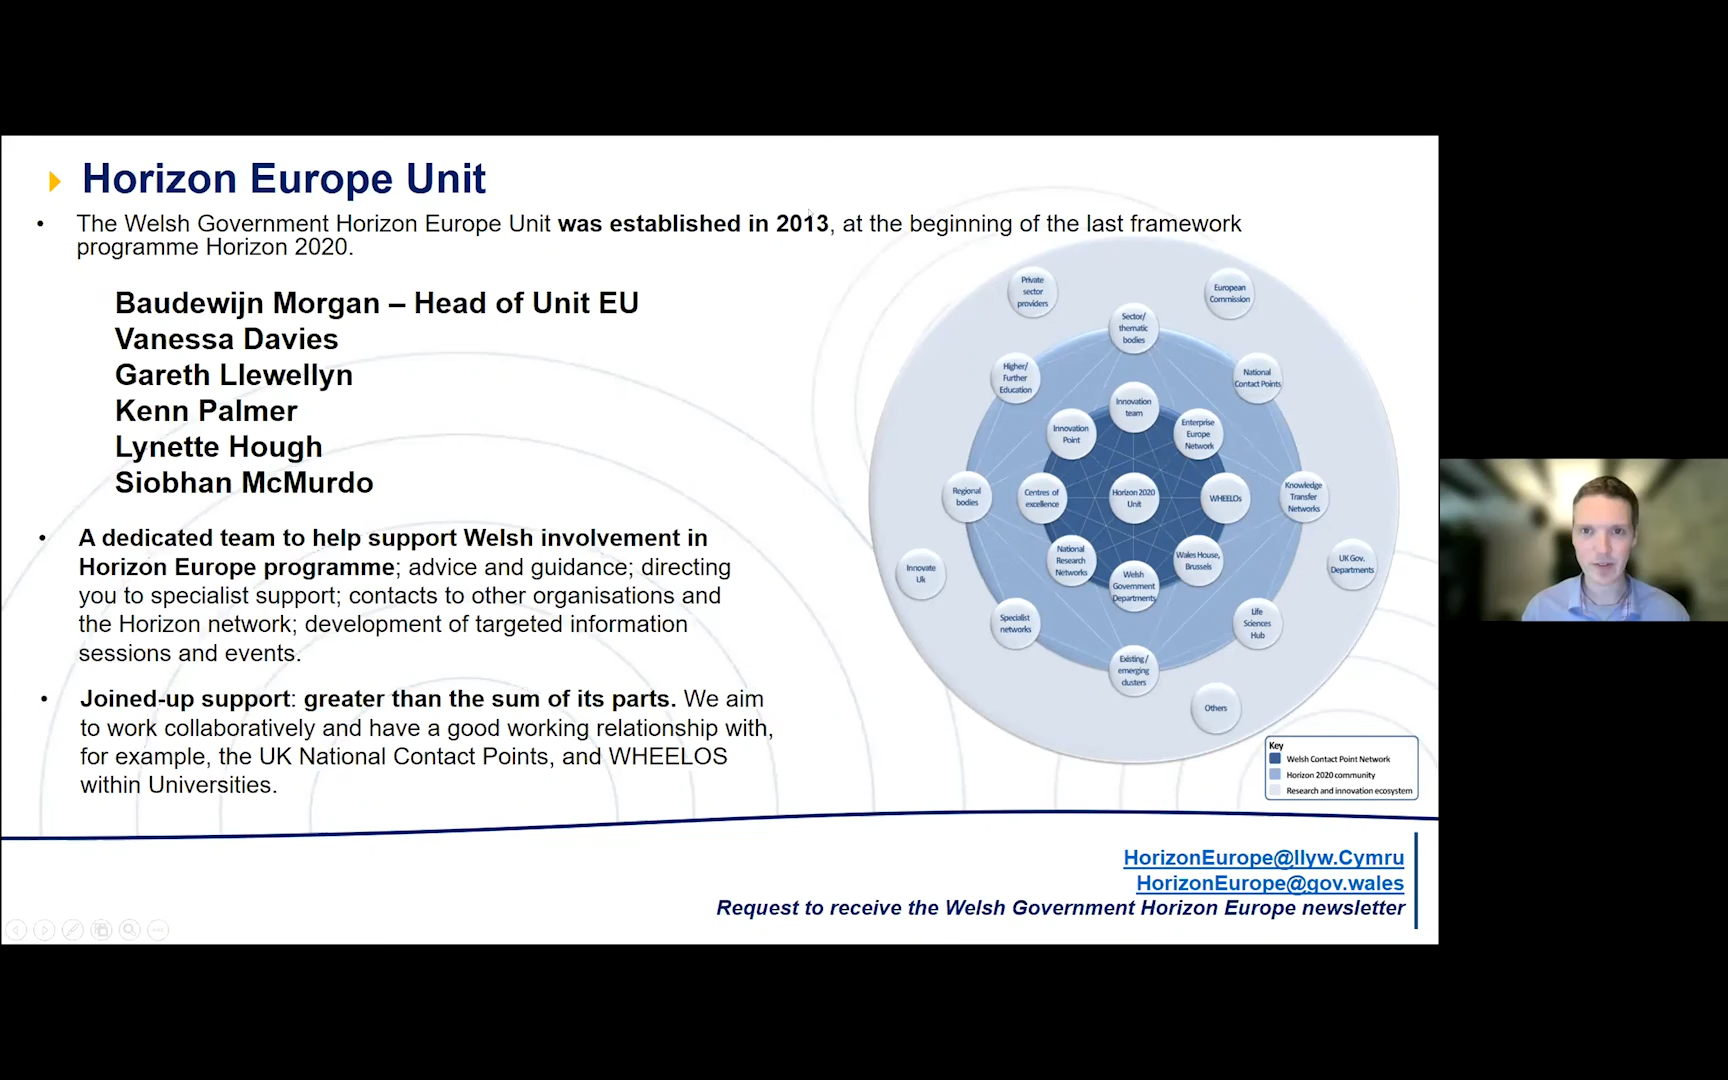 Horizon Europe Unit
• The Welsh Government Horizon Europe Unit was established in 2013, at the beginning of the last framework
programme Horizon 2020.
Baudewijn Morgan – Head of Unit EU
Vanessa Davies
Gareth Llewellyn
Kenn Palmer
Lynette Hough
Siobhan McMurdo
• A dedicated team to help support Welsh involvement in
Horizon Europe programme; advice and guidance; directing
you to specialist support; contacts to other organisations and
the Horizon network; development of targeted information
sessions and events.
• Joined-up support: greater than the sum of its parts. We aim
to work collaboratively and have a good working relationship with,
for example, the UK National Contact Points, and WHEELOS
within Universities.
Private
sector
providers
European
Commission
Sector/
thematic
bodies
Higher/
Further
Education
National
Contact Points
Innovation
team
Innovation
Point
Enterprise
Europe
Network
Regional
bodies
Centres of
excellence
Horizon 2020
Unit
WHEELOs
Knowledge
Transfer
Networks
National
Research
Networks
Wales House,
Brussels
Welsh
Government
Departments
Innovate
Uk
UK Gov.
Departments
Specialist
networks
Life
Sciences
Hub
Existing/
emerging
clusters
Others
Key
Welsh Contact Point Network
Horizon 2020 community
Research and innovation ecosystem
HorizonEurope@llyw.Cymru
HorizonEurope@gov.wales
Request to receive the Welsh Government Horizon Europe newsletter